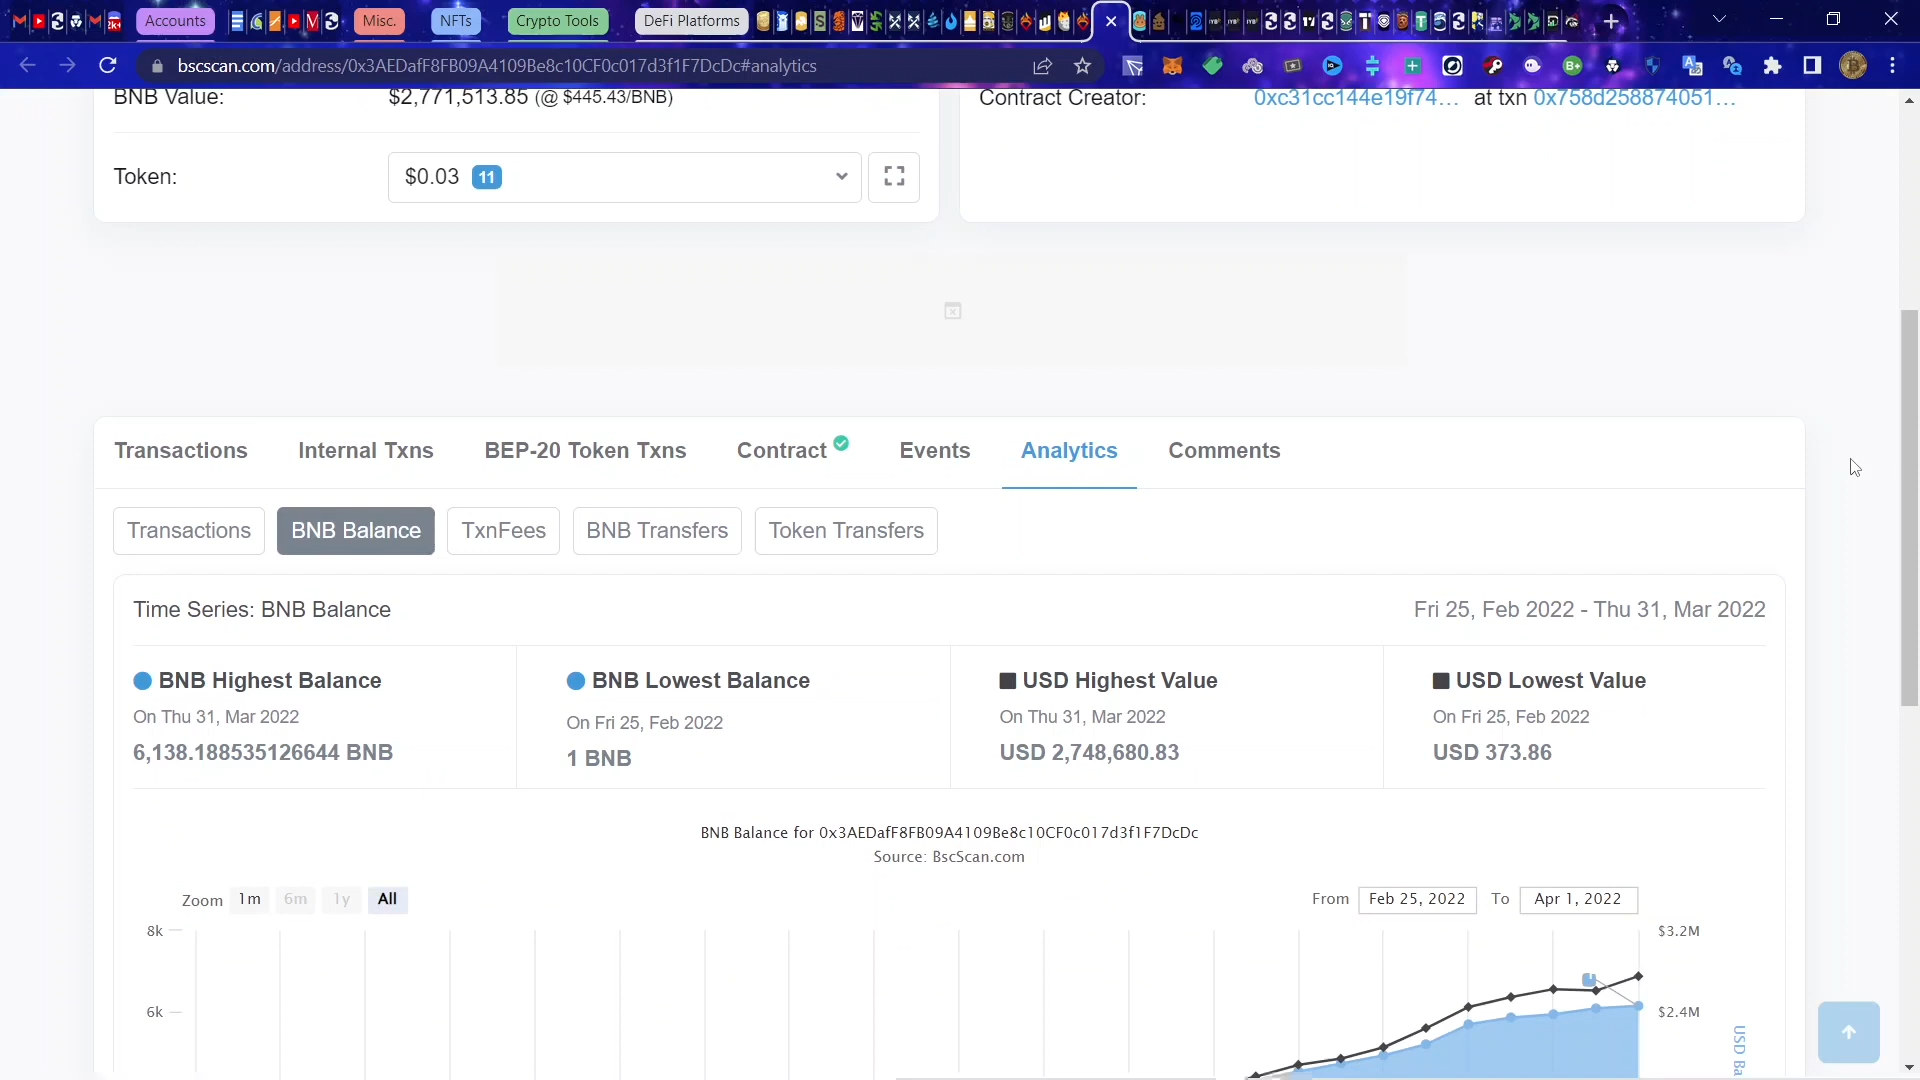 Accounts
Misc.
NFTs
Crypto Tools
DeFi Platforms
bscscan.com/address/0x3AEDafF8FB09A4109Be8c10CF0c017d3f1F7DcDc#analytics
BNB Value: $2,771,513.85 (@ $445.43/BNB)
Contract Creator: 0xc31cc144e19f74... at txn 0x758d258874051...
Token: $0.03 11
Transactions Internal Txns BEP-20 Token Txns Contract Events Analytics Comments
Transactions BNB Balance TxnFees BNB Transfers Token Transfers
Time Series: BNB Balance
Fri 25, Feb 2022 - Thu 31, Mar 2022
BNB Highest Balance
On Thu 31, Mar 2022
6,138.188535126644 BNB
BNB Lowest Balance
On Fri 25, Feb 2022
1 BNB
USD Highest Value
On Thu 31, Mar 2022
USD 2,748,680.83
USD Lowest Value
On Fri 25, Feb 2022
USD 373.86
BNB Balance for 0x3AEDafF8FB09A4109Be8c10CF0c017d3f1F7DcDc
Source: BscScan.com
Zoom 1m 6m 1y All
From Feb 25, 2022 To Apr 1, 2022
8k
$3.2M
6k
$2.4M
USD Ba